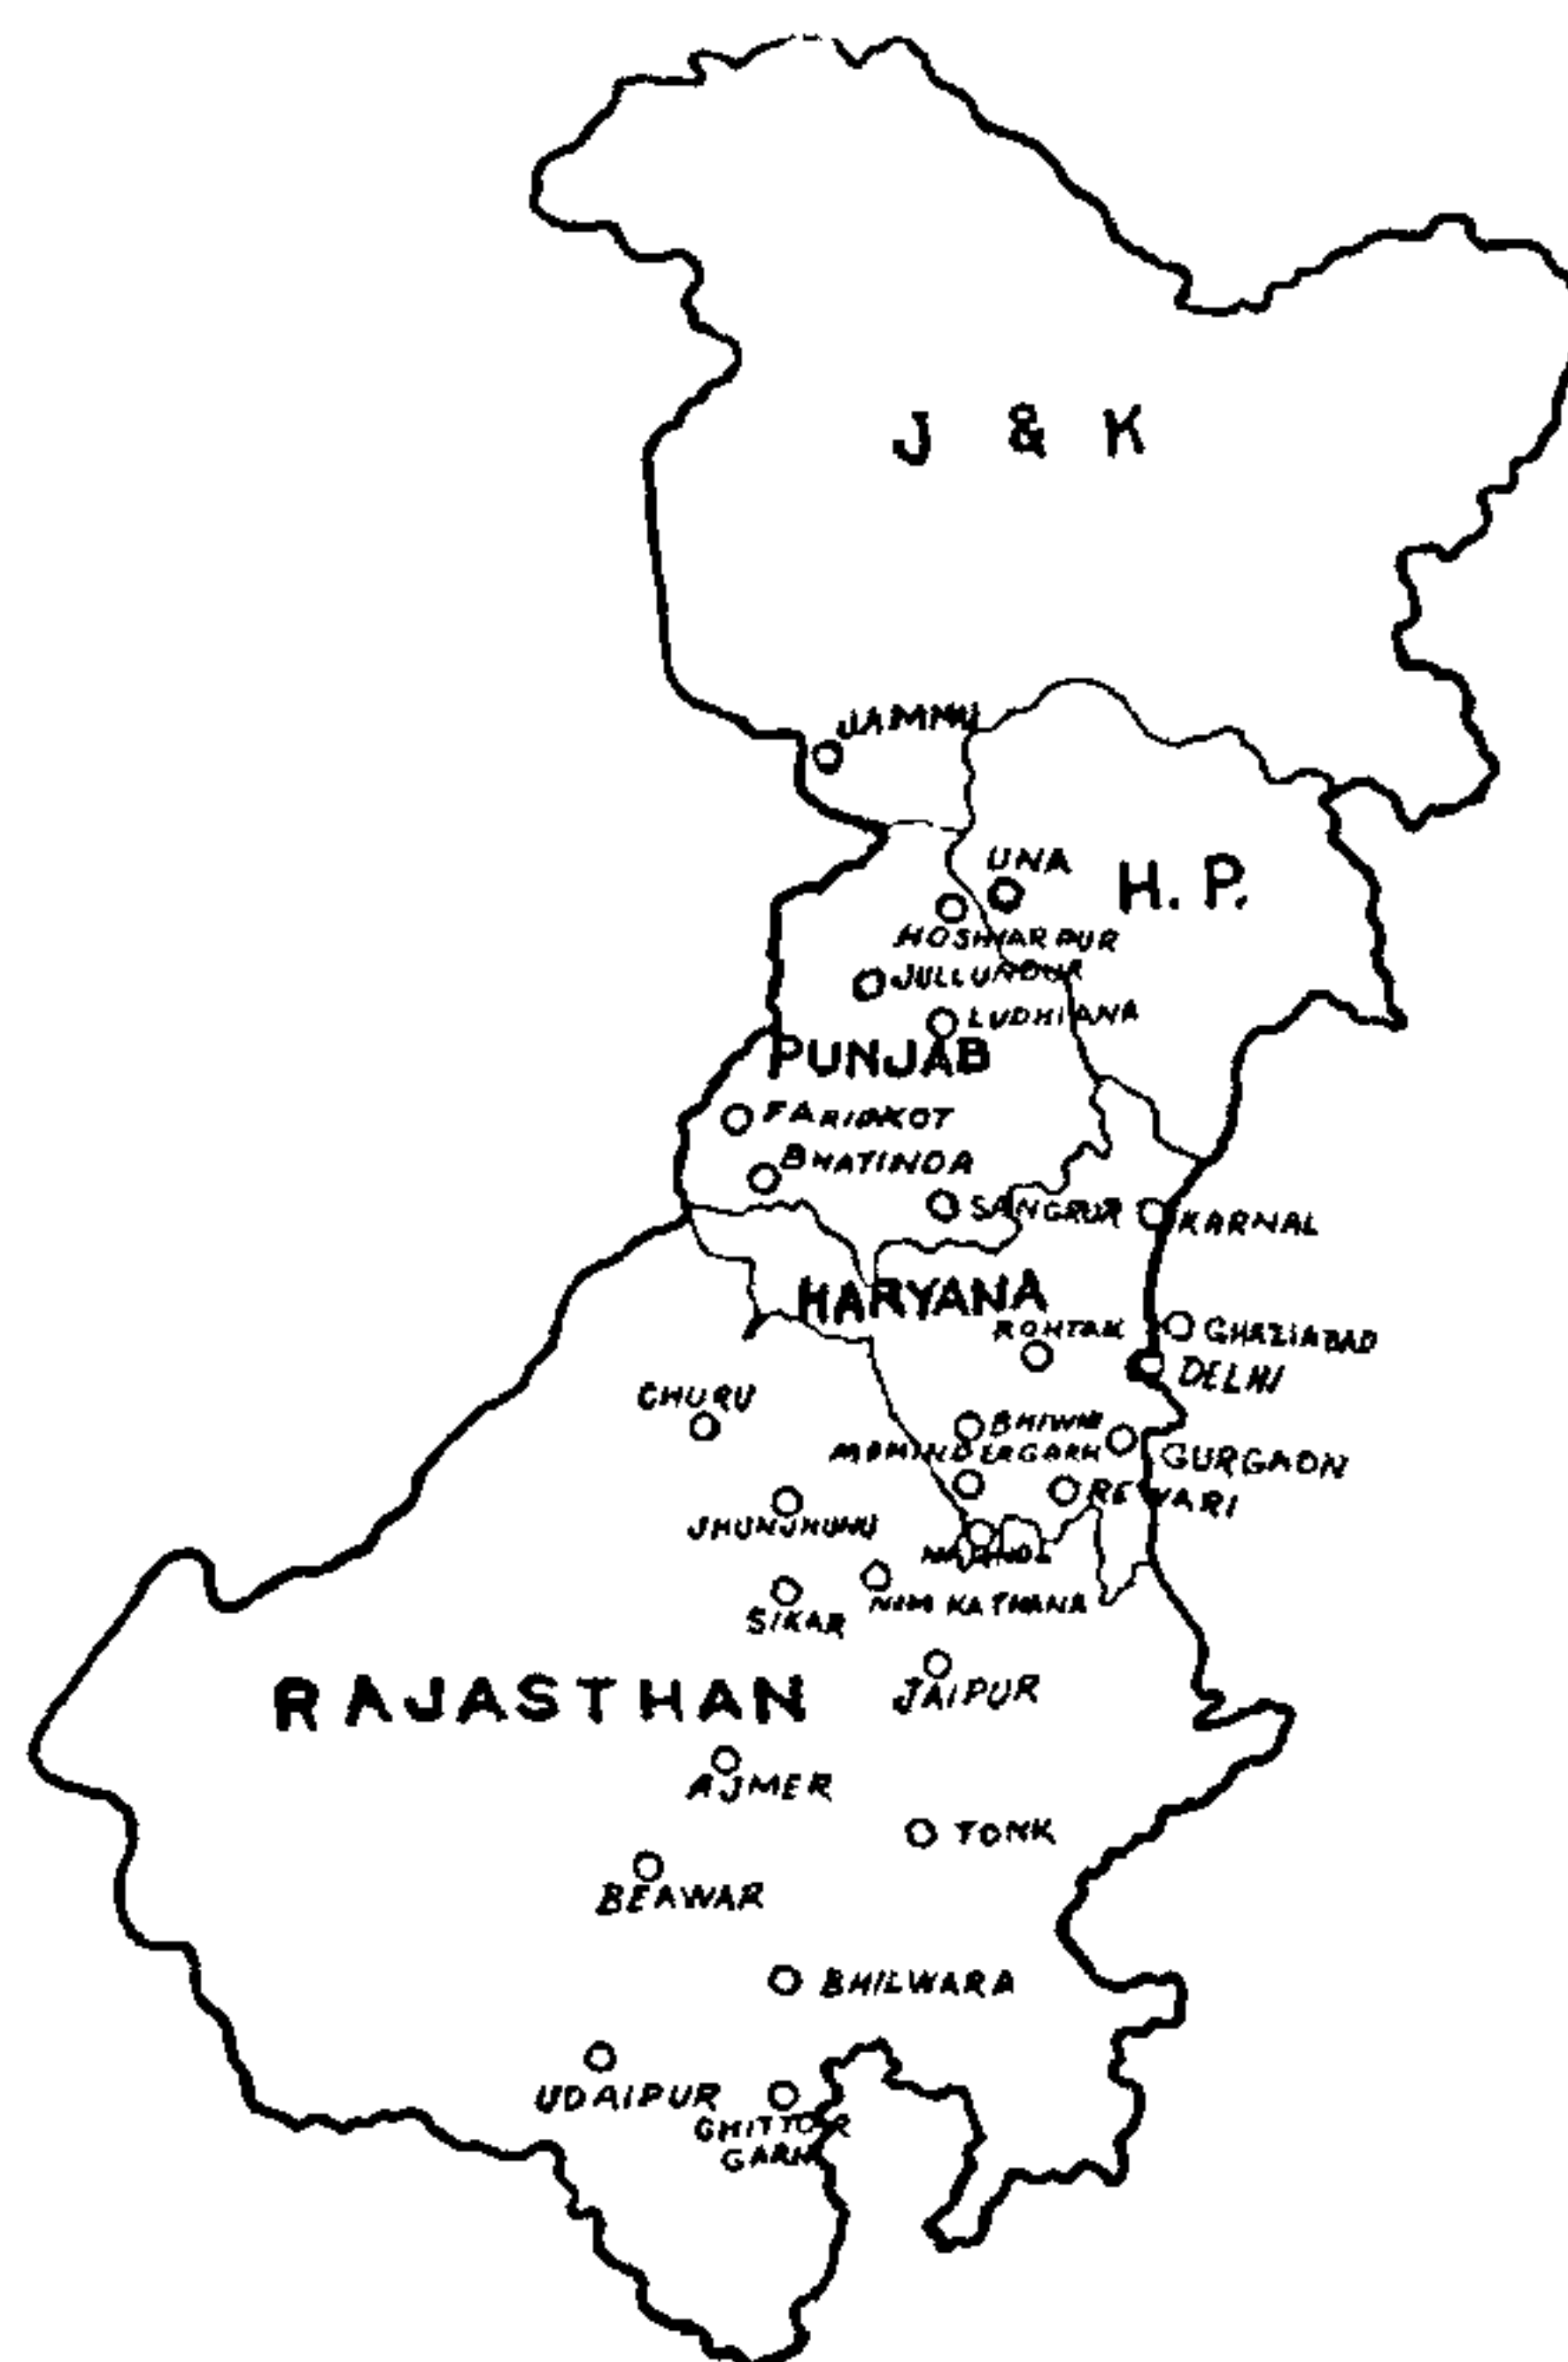 J & K
JAMMU
UNA
H. P.
HOSHIARPUR
JULLUNDUR
LUDHIANA
PUNJAB
FARIDKOT
BHATINDA
SANGRUR
KARNAL
HARYANA
ROHTAK
GHAZIABAD
DELHI
CHURU
BHIWNI
GURGAON
REWARI
JHUNJHUNU
NIM KATHANA
SIKAR
RAJASTHAN
JAIPUR
AJMER
TONK
BEAWAR
BHILWARA
UDAIPUR
CHITTOR
GARH